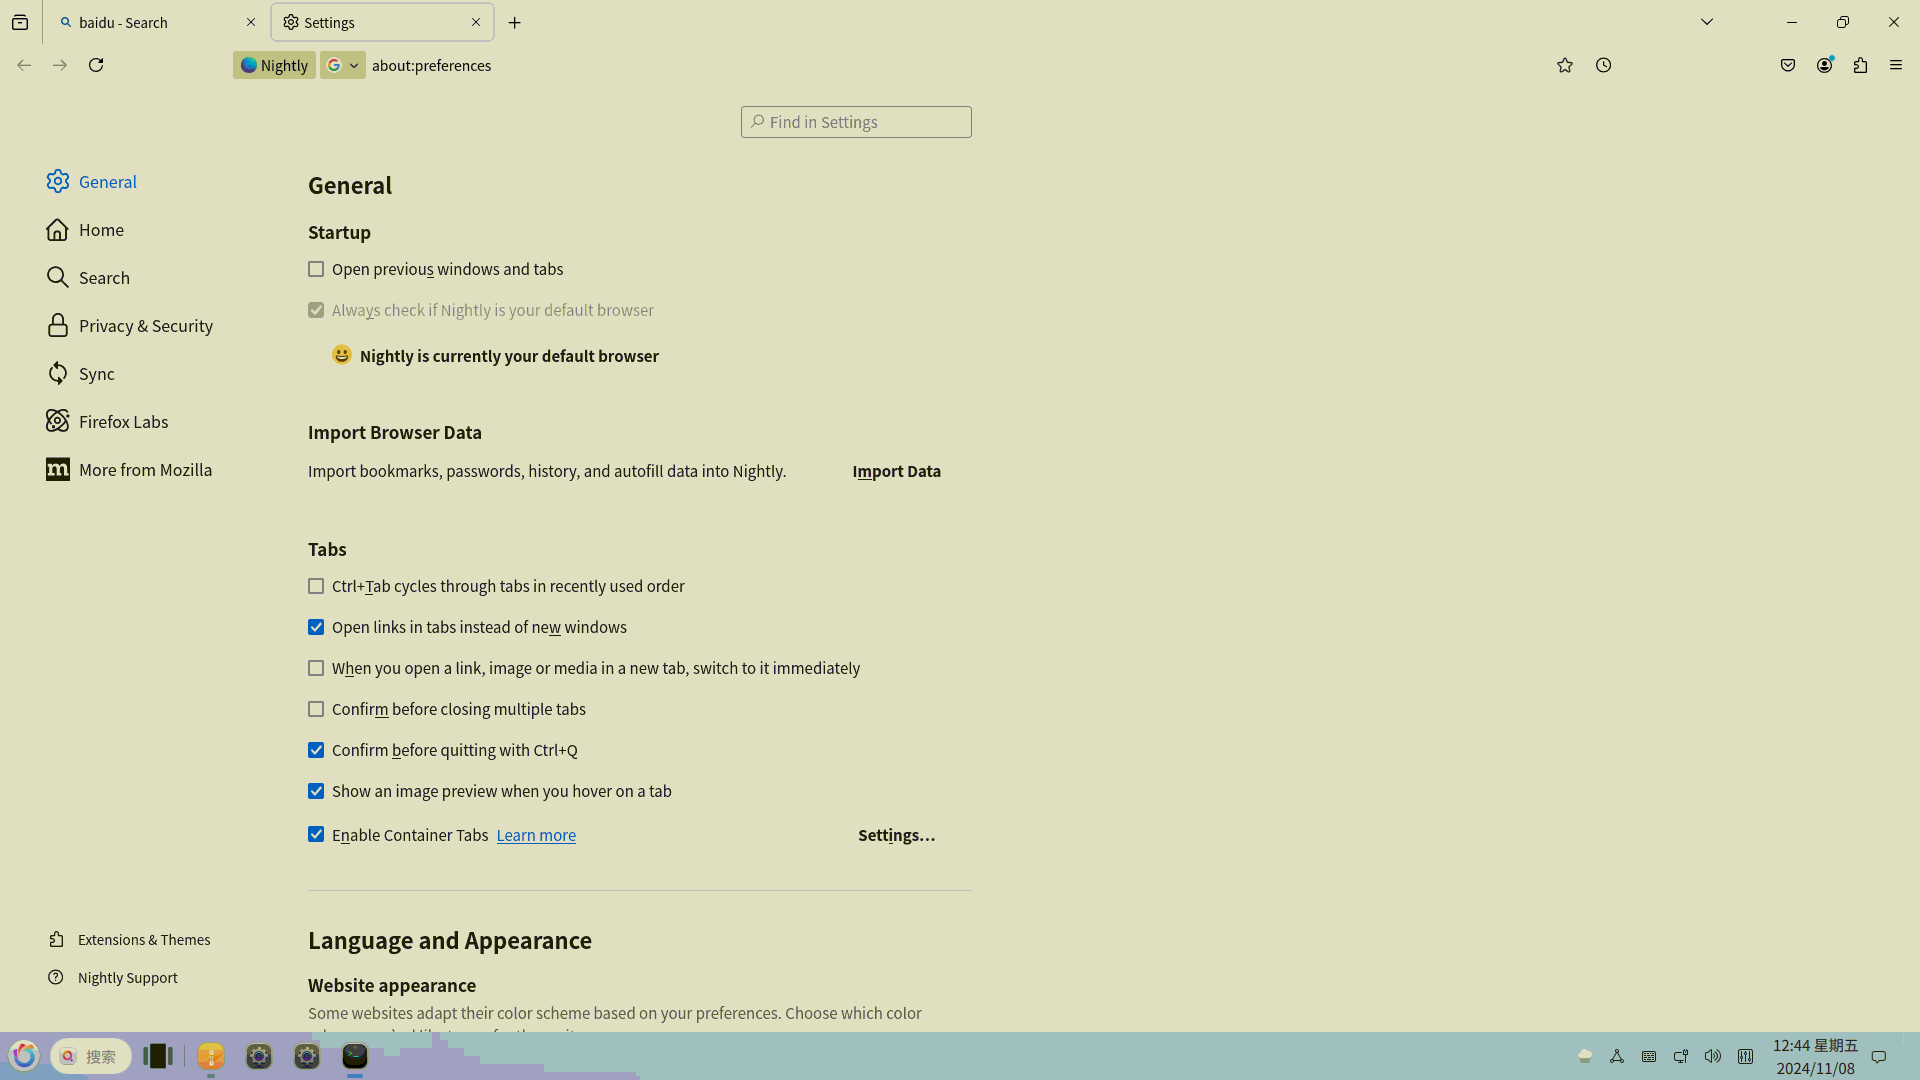 baidu - Search
Settings
Nightly
about:preferences
Find in Settings
General
Home
Search
Privacy & Security
Sync
Firefox Labs
More from Mozilla
Extensions & Themes
Nightly Support
General
Startup
Open previous windows and tabs
Always check if Nightly is your default browser
Nightly is currently your default browser
Import Browser Data
Import bookmarks, passwords, history, and autofill data into Nightly.
Import Data
Tabs
Ctrl+Tab cycles through tabs in recently used order
Open links in tabs instead of new windows
When you open a link, image or media in a new tab, switch to it immediately
Confirm before closing multiple tabs
Confirm before quitting with Ctrl+Q
Show an image preview when you hover on a tab
Enable Container Tabs Learn more
Settings…
Language and Appearance
Website appearance
Some websites adapt their color scheme based on your preferences. Choose which color
搜索
12:44 星期五
2024/11/08